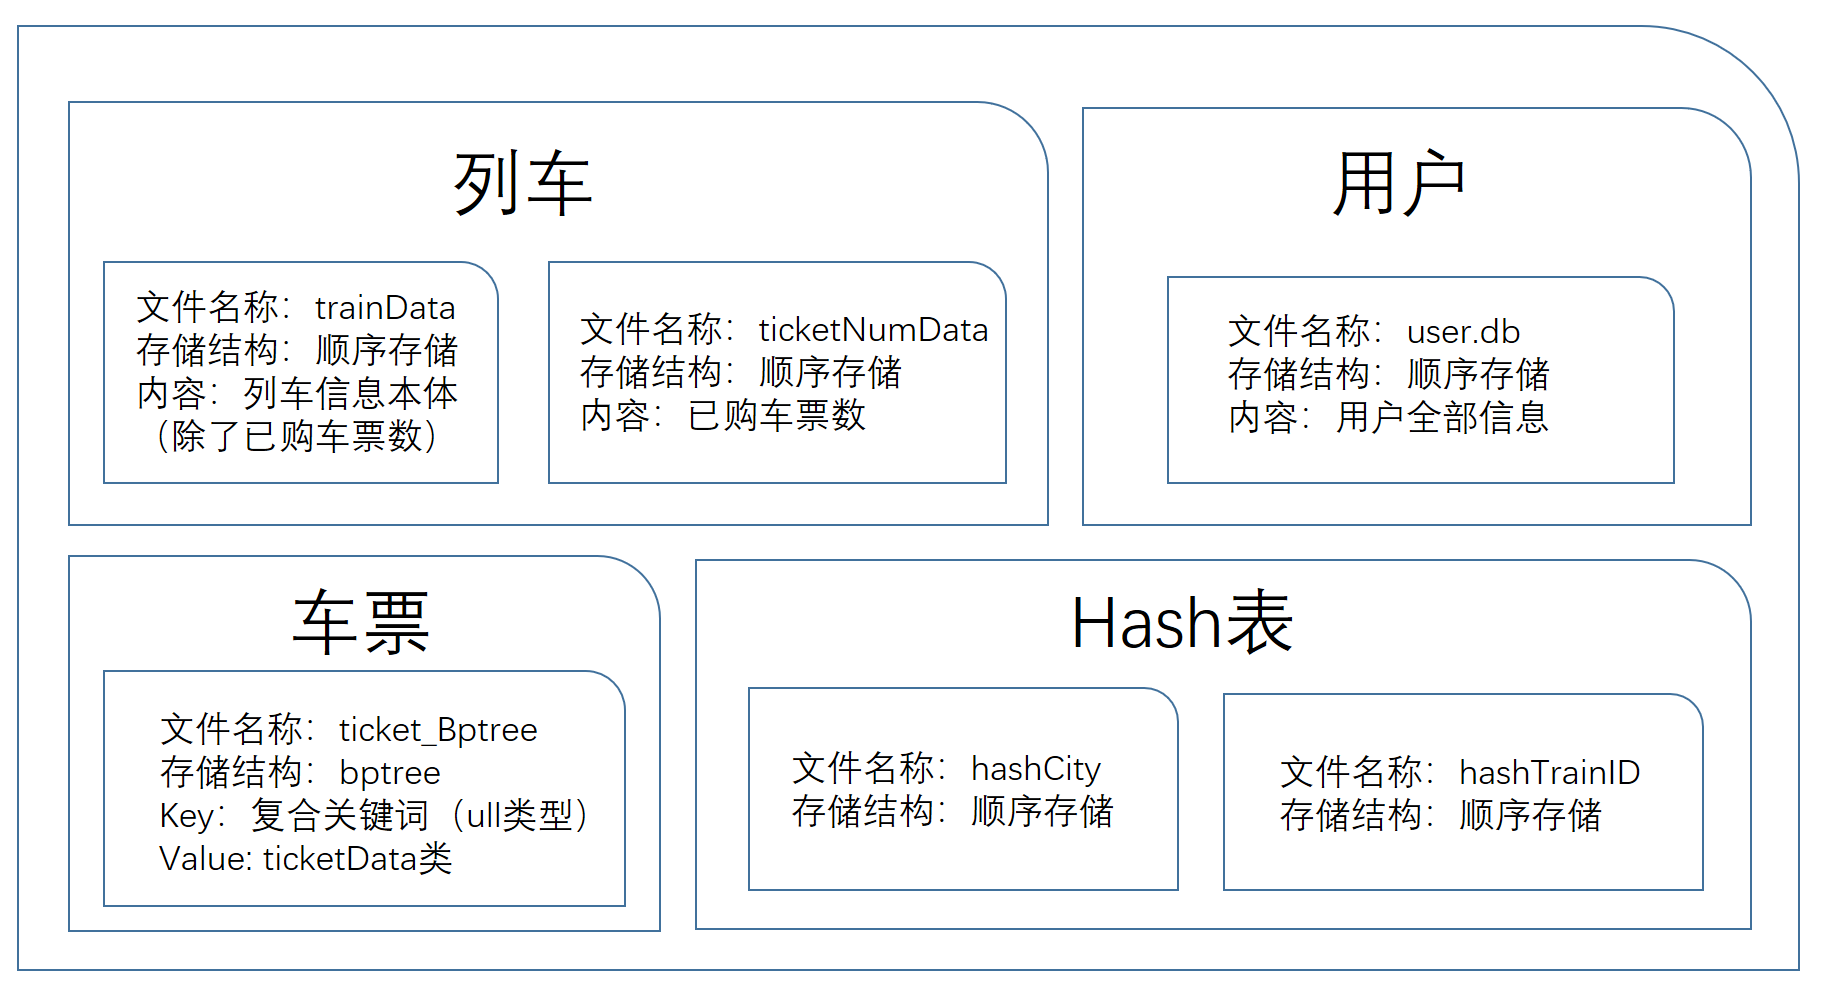 列车
文件名称：trainData
存储结构：顺序存储
内容：列车信息本体
（除了已购车票数）
文件名称：ticketNumData
存储结构：顺序存储
内容：已购车票数
用户
文件名称：user.db
存储结构：顺序存储
内容：用户全部信息
车票
文件名称：ticket_Bptree
存储结构：bptree
Key：复合关键词（ull类型）
Value: ticketData类
Hash表
文件名称：hashCity
存储结构：顺序存储
文件名称：hashTrainID
存储结构：顺序存储